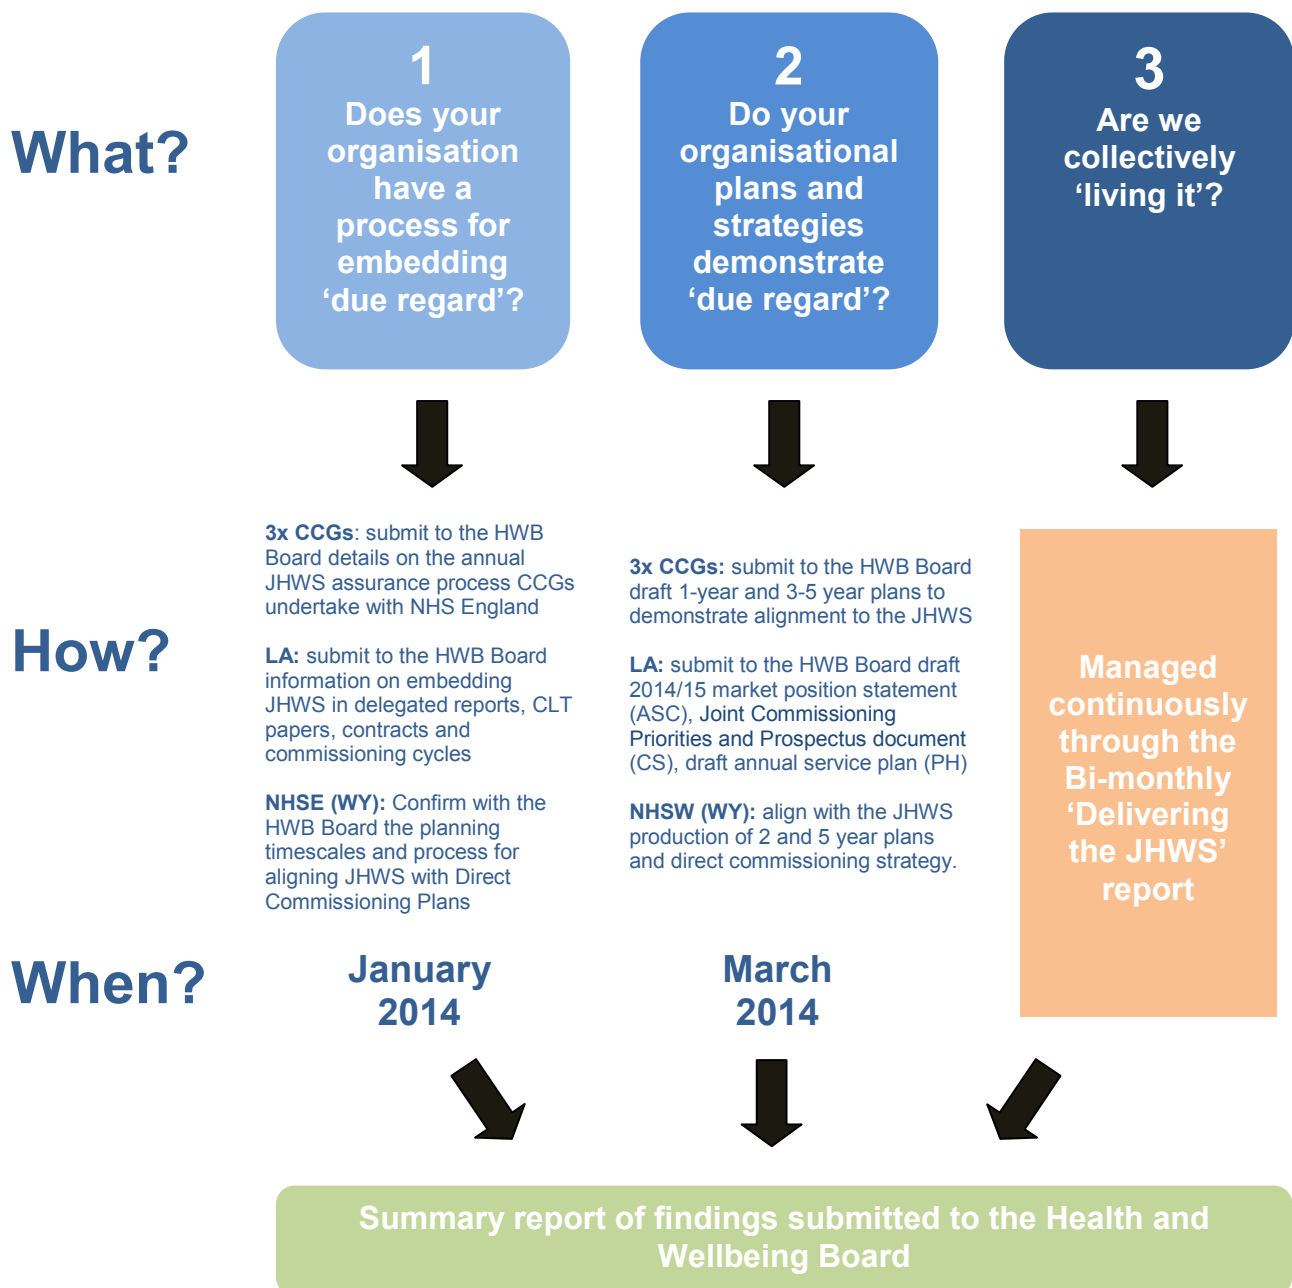 What?
1
Does your
organisation
have a
process for
embedding
‘due regard’?
2
Do your
organisational
plans and
strategies
demonstrate
‘due regard’?
3
Are we
collectively
‘living it’?
How?
3x CCGs: submit to the HWB
Board details on the annual
JHWS assurance process CCGs
undertake with NHS England
LA: submit to the HWB Board
information on embedding
JHWS in delegated reports, CLT
papers, contracts and
commissioning cycles
NHSE (WY): Confirm with the
HWB Board the planning
timescales and process for
aligning JHWS with Direct
Commissioning Plans
3x CCGs: submit to the HWB Board
draft 1-year and 3-5 year plans to
demonstrate alignment to the JHWS
LA: submit to the HWB Board draft
2014/15 market position statement
(ASC), Joint Commissioning
Priorities and Prospectus document
(CS), draft annual service plan (PH)
NHSW (WY): align with the JHWS
production of 2 and 5 year plans
and direct commissioning strategy.
Managed
continuously
through the
Bi-monthly
‘Delivering
the JHWS’
report
When?
January
2014
March
2014
Summary report of findings submitted to the Health and
Wellbeing Board